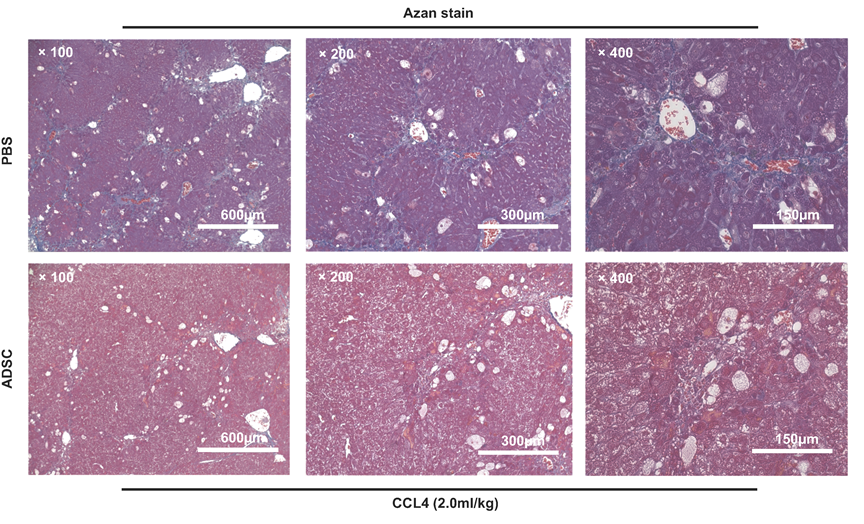 Azan stain
× 100
× 200
× 400
PBS
600μm
300μm
150μm
× 100
× 200
× 400
ADSC
600μm
300μm
150μm
CCL4 (2.0ml/kg)